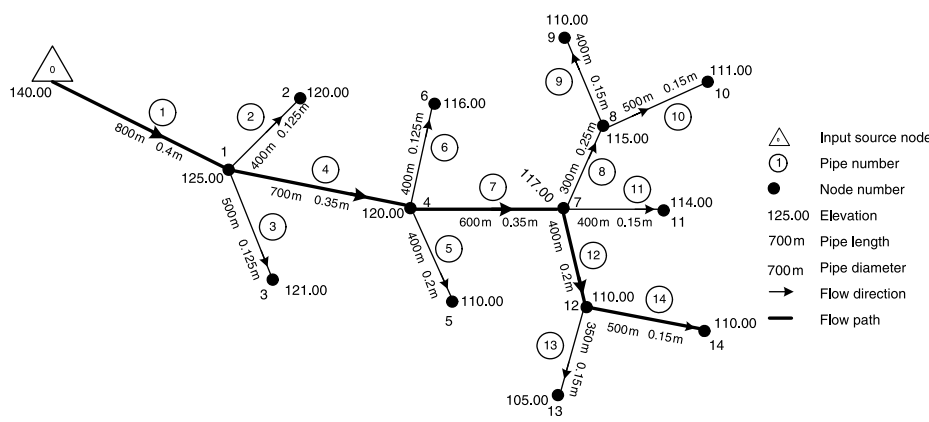 0
140.00
1
800m 0.4m
1
125.00
2
2
120.00
400m 0.125m
3
500m 0.125m
3
121.00
4
700m 0.35m
4
120.00
6
116.00
6
400m 0.125m
5
400m 0.2m
5
110.00
7
600m 0.35m
7
117.00
8
300m 0.25m
8
115.00
9
400m 0.15m
110.00
9
10
500m 0.15m
111.00
10
11
400m 0.15m
114.00
11
12
400m 0.2m
12
110.00
13
350m 0.15m
105.00
13
14
500m 0.15m
110.00
14
0 Input source node
1 Pipe number
Node number
125.00 Elevation
700m Pipe length
700m Pipe diameter
Flow direction
Flow path